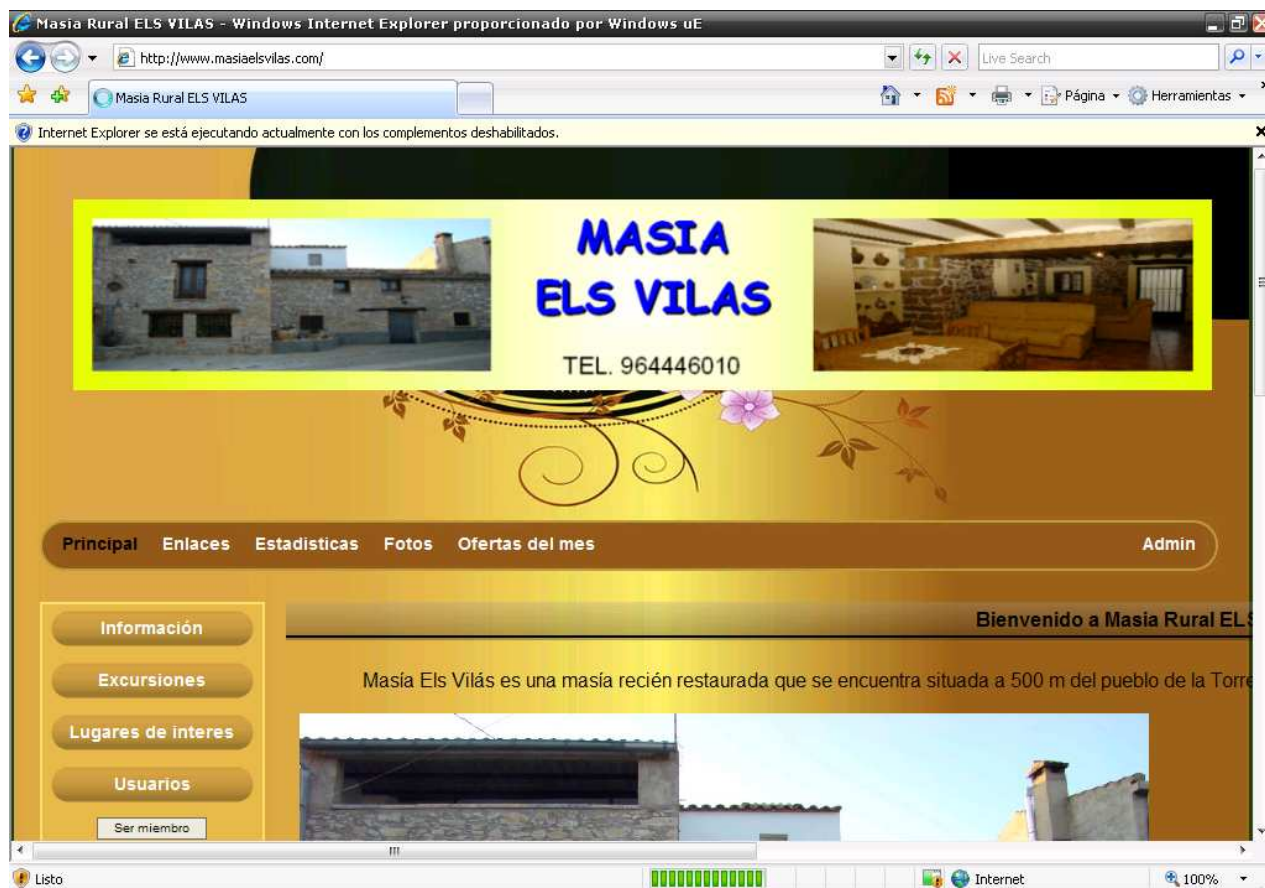 Masia Rural ELS VILAS - Windows Internet Explorer proporcionado por Windows uE
http://www.masiaelsvilas.com/
Live Search
Masia Rural ELS VILAS
Página
Herramientas
Internet Explorer se está ejecutando actualmente con los complementos deshabilitados.
MASIA
ELS VILAS
TEL. 964446010
Principal Enlaces Estadisticas Fotos Ofertas del mes Admin
Información
Bienvenido a Masia Rural ELS
Excursiones
Masía Els Vilás es una masía recién restaurada que se encuentra situada a 500 m del pueblo de la Torre
Lugares de interes
Usuarios
Ser miembro
Listo
Internet
100%